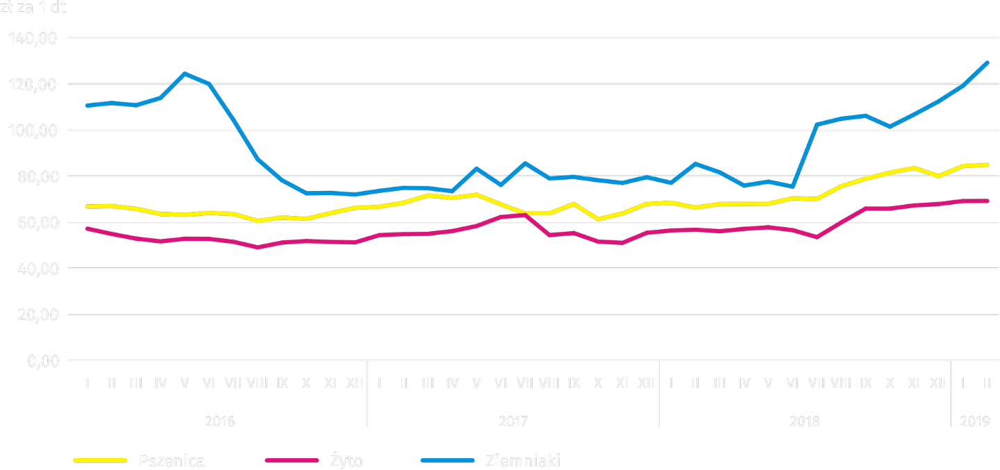 zł za 1 dt
140,00
120,00
100,00
80,00
60,00
40,00
20,00
0,00
I II III IV V VI VII VIII IX X XI XII I II III IV V VI VII VIII IX X XI XII I II III IV V VI VII VIII IX X XI XII I II
2016 2017 2018 2019
Pszenica Żyto Ziemniaki